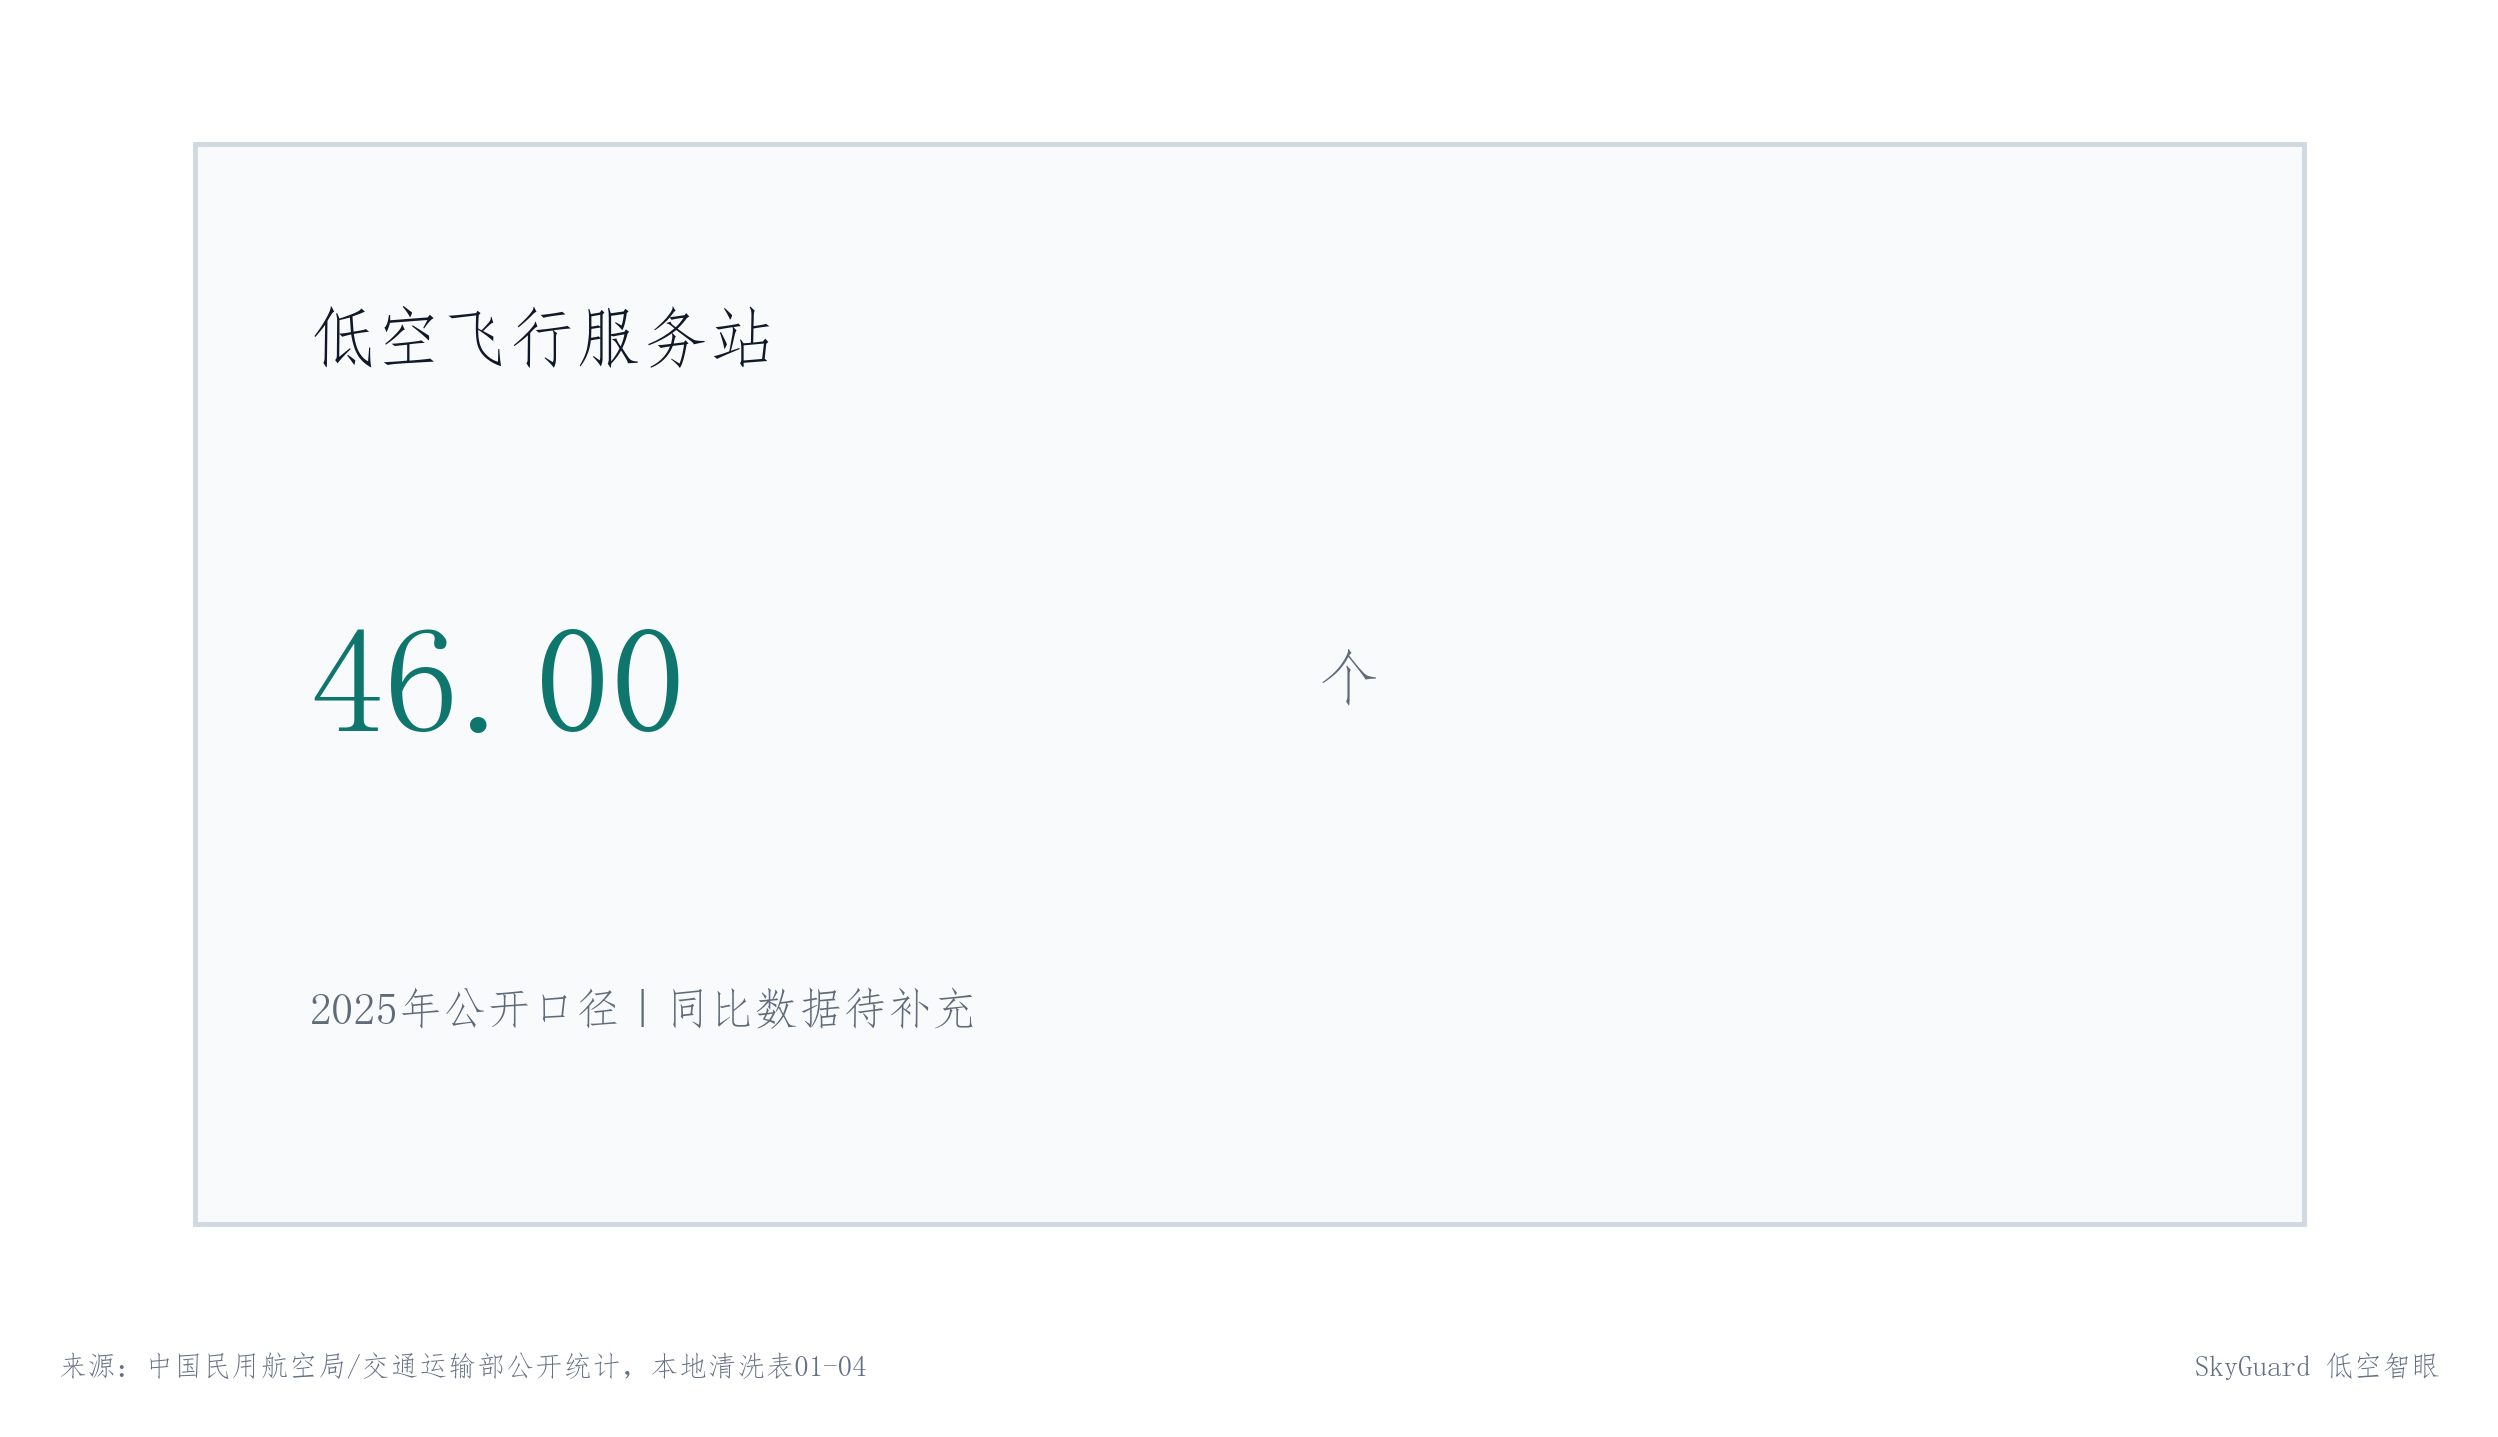 低空飞行服务站
46.00 个
2025年公开口径｜同比数据待补充
来源：中国民用航空局/交通运输部公开统计，本地清洗表01-04
SkyGuard 低空智眼